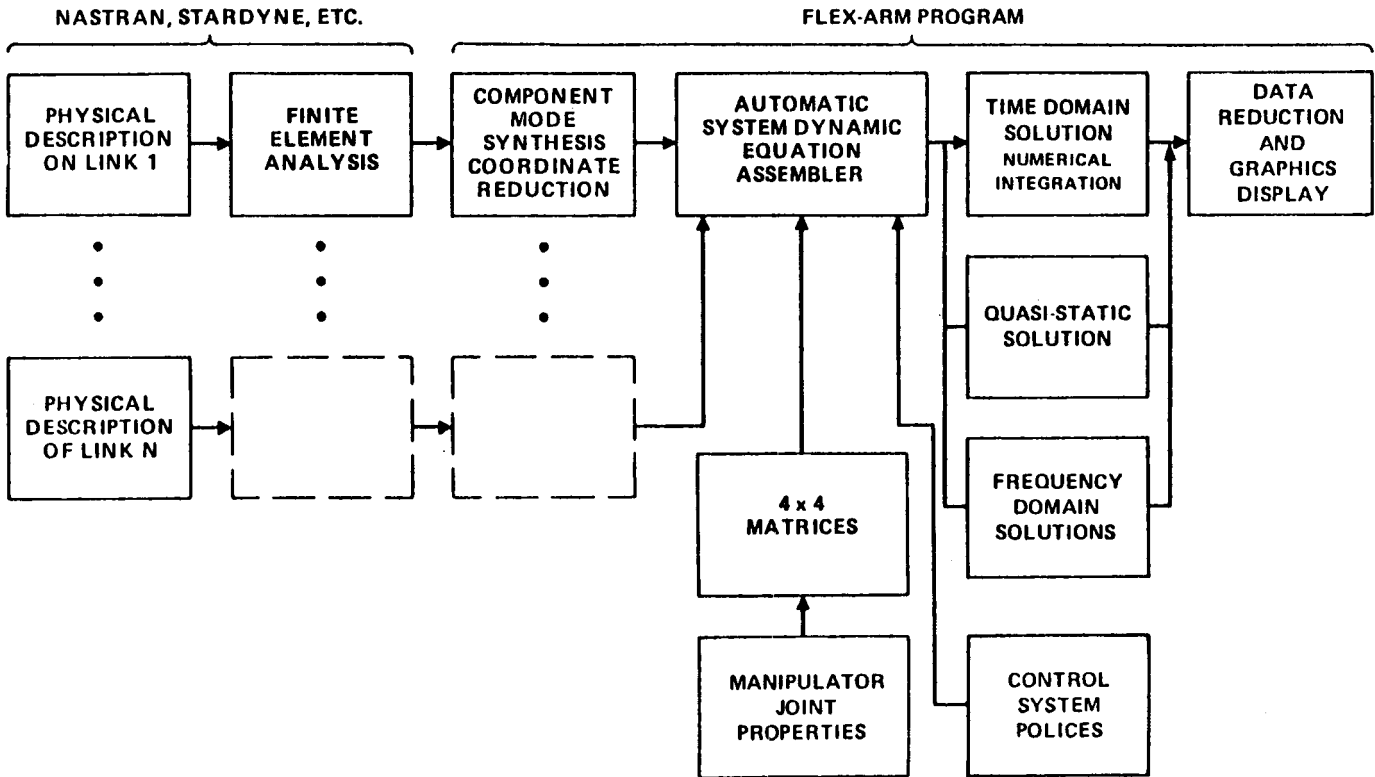 NASTRAN, STARDYNE, ETC.
FLEX-ARM PROGRAM
PHYSICAL
DESCRIPTION
ON LINK 1
FINITE
ELEMENT
ANALYSIS
COMPONENT
MODE
SYNTHESIS
COORDINATE
REDUCTION
AUTOMATIC
SYSTEM DYNAMIC
EQUATION
ASSEMBLER
TIME DOMAIN
SOLUTION
NUMERICAL
INTEGRATION
DATA
REDUCTION
AND
GRAPHICS
DISPLAY
QUASI-STATIC
SOLUTION
PHYSICAL
DESCRIPTION
OF LINK N
4 x 4
MATRICES
FREQUENCY
DOMAIN
SOLUTIONS
MANIPULATOR
JOINT
PROPERTIES
CONTROL
SYSTEM
POLICES